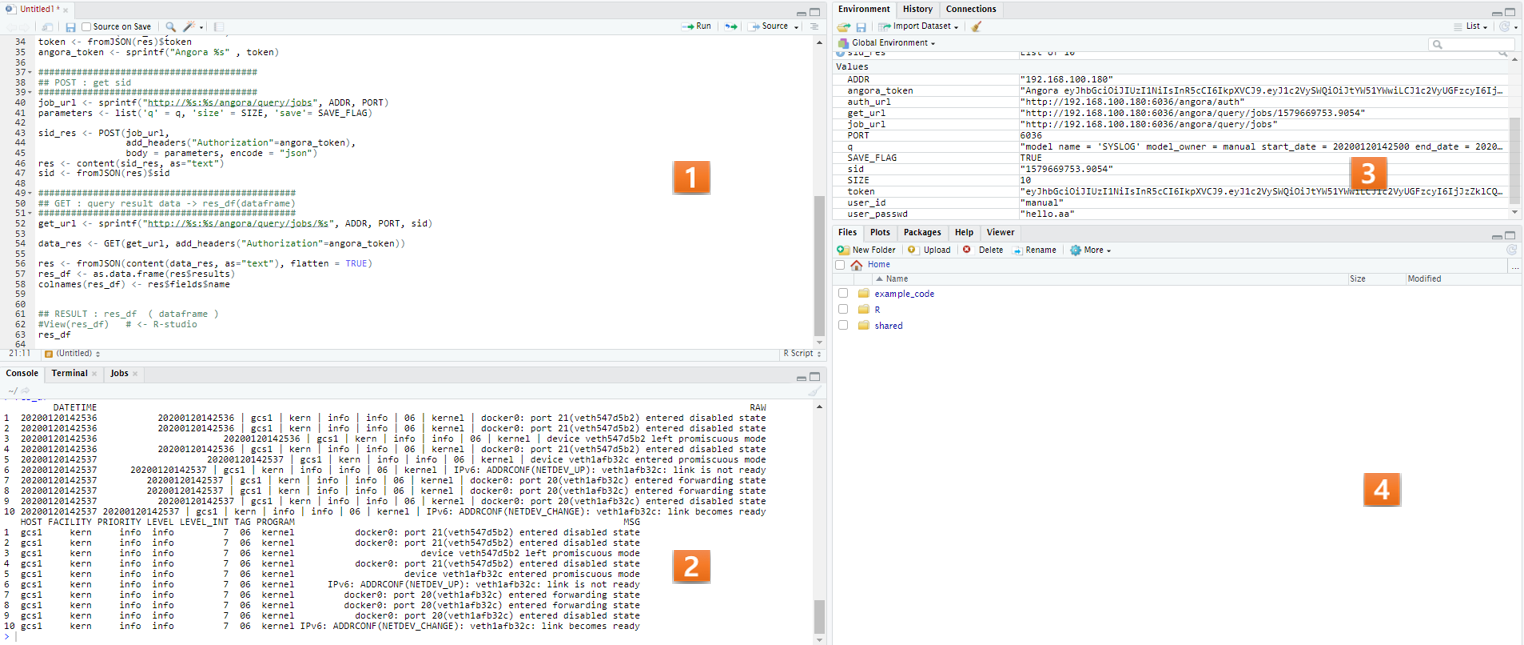 Untitled1* ×
Source on Save Run Source
34 token <- fromJSON(res)$token
35 angora_token <- sprintf("Angora %s" , token)
36
37 ########################################
38 ## POST : get sid
39 ########################################
40 job_url <- sprintf("http://%s:%s/angora/query/jobs", ADDR, PORT)
41 parameters <- list('q' = q, 'size' = SIZE, 'save'= SAVE_FLAG)
42
43 sid_res <- POST(job_url,
44 add_headers("Authorization"=angora_token),
45 body = parameters, encode = "json")
46 res <- content(sid_res, as="text")
47 sid <- fromJSON(res)$sid
48
49 ###############################################
50 ## GET : query result data -> res_df(dataframe)
51 ###############################################
52 get_url <- sprintf("http://%s:%s/angora/query/jobs/%s", ADDR, PORT, sid)
53
54 data_res <- GET(get_url, add_headers("Authorization"=angora_token))
55
56 res <- fromJSON(content(data_res, as="text"), flatten = TRUE)
57 res_df <- as.data.frame(res$results)
58 colnames(res_df) <- res$fields$name
59
60
61 ## RESULT : res_df ( dataframe )
62 #View(res_df) # <- R-studio
63 res_df
64
21:11 (Untitled) R Script
1
Console Terminal × Jobs ×
~/
DATETIME RAW
1 20200120142536 20200120142536 | gcs1 | kern | info | info | 06 | kernel | docker0: port 21(veth547d5b2) entered disabled state
2 20200120142536 20200120142536 | gcs1 | kern | info | info | 06 | kernel | docker0: port 21(veth547d5b2) entered disabled state
3 20200120142536 20200120142536 | gcs1 | kern | info | info | 06 | kernel | device veth547d5b2 left promiscuous mode
4 20200120142536 20200120142536 | gcs1 | kern | info | info | 06 | kernel | docker0: port 21(veth547d5b2) entered disabled state
5 20200120142537 20200120142537 | gcs1 | kern | info | info | 06 | kernel | device veth1afb32c entered promiscuous mode
6 20200120142537 20200120142537 | gcs1 | kern | info | info | 06 | kernel | IPv6: ADDRCONF(NETDEV_UP): veth1afb32c: link is not ready
7 20200120142537 20200120142537 | gcs1 | kern | info | info | 06 | kernel | docker0: port 20(veth1afb32c) entered forwarding state
8 20200120142537 20200120142537 | gcs1 | kern | info | info | 06 | kernel | docker0: port 20(veth1afb32c) entered forwarding state
9 20200120142537 20200120142537 | gcs1 | kern | info | info | 06 | kernel | docker0: port 20(veth1afb32c) entered disabled state
10 20200120142537 20200120142537 | gcs1 | kern | info | info | 06 | kernel | IPv6: ADDRCONF(NETDEV_CHANGE): veth1afb32c: link becomes ready
HOST FACILITY PRIORITY LEVEL LEVEL_INT TAG PROGRAM MSG
1 gcs1 kern info info 7 06 kernel docker0: port 21(veth547d5b2) entered disabled state
2 gcs1 kern info info 7 06 kernel docker0: port 21(veth547d5b2) entered disabled state
3 gcs1 kern info info 7 06 kernel device veth547d5b2 left promiscuous mode
4 gcs1 kern info info 7 06 kernel docker0: port 21(veth547d5b2) entered disabled state
5 gcs1 kern info info 7 06 kernel device veth1afb32c entered promiscuous mode
6 gcs1 kern info info 7 06 kernel IPv6: ADDRCONF(NETDEV_UP): veth1afb32c: link is not ready
7 gcs1 kern info info 7 06 kernel docker0: port 20(veth1afb32c) entered forwarding state
8 gcs1 kern info info 7 06 kernel docker0: port 20(veth1afb32c) entered forwarding state
9 gcs1 kern info info 7 06 kernel docker0: port 20(veth1afb32c) entered disabled state
10 gcs1 kern info info 7 06 kernel IPv6: ADDRCONF(NETDEV_CHANGE): veth1afb32c: link becomes ready
>
2
Environment History Connections
Import Dataset List
Global Environment
sid_res List of 10
Values
ADDR "192.168.100.180"
angora_token
auth_url "http://192.168.100.180:6036/angora/auth"
get_url "http://192.168.100.180:6036/angora/query/jobs/1579669753.9054"
job_url "http://192.168.100.180:6036/angora/query/jobs"
PORT 6036
q "model name = 'SYSLOG' model_owner = manual start_date = 20200120142500 end_date = 2020...
SAVE_FLAG TRUE
sid "1579669753.9054"
SIZE 10
token
user_id "manual"
user_passwd "hello.aa"
3
Files Plots Packages Help Viewer
New Folder Upload Delete Rename More
Home ...
Name Size Modified
example_code
R
shared
4